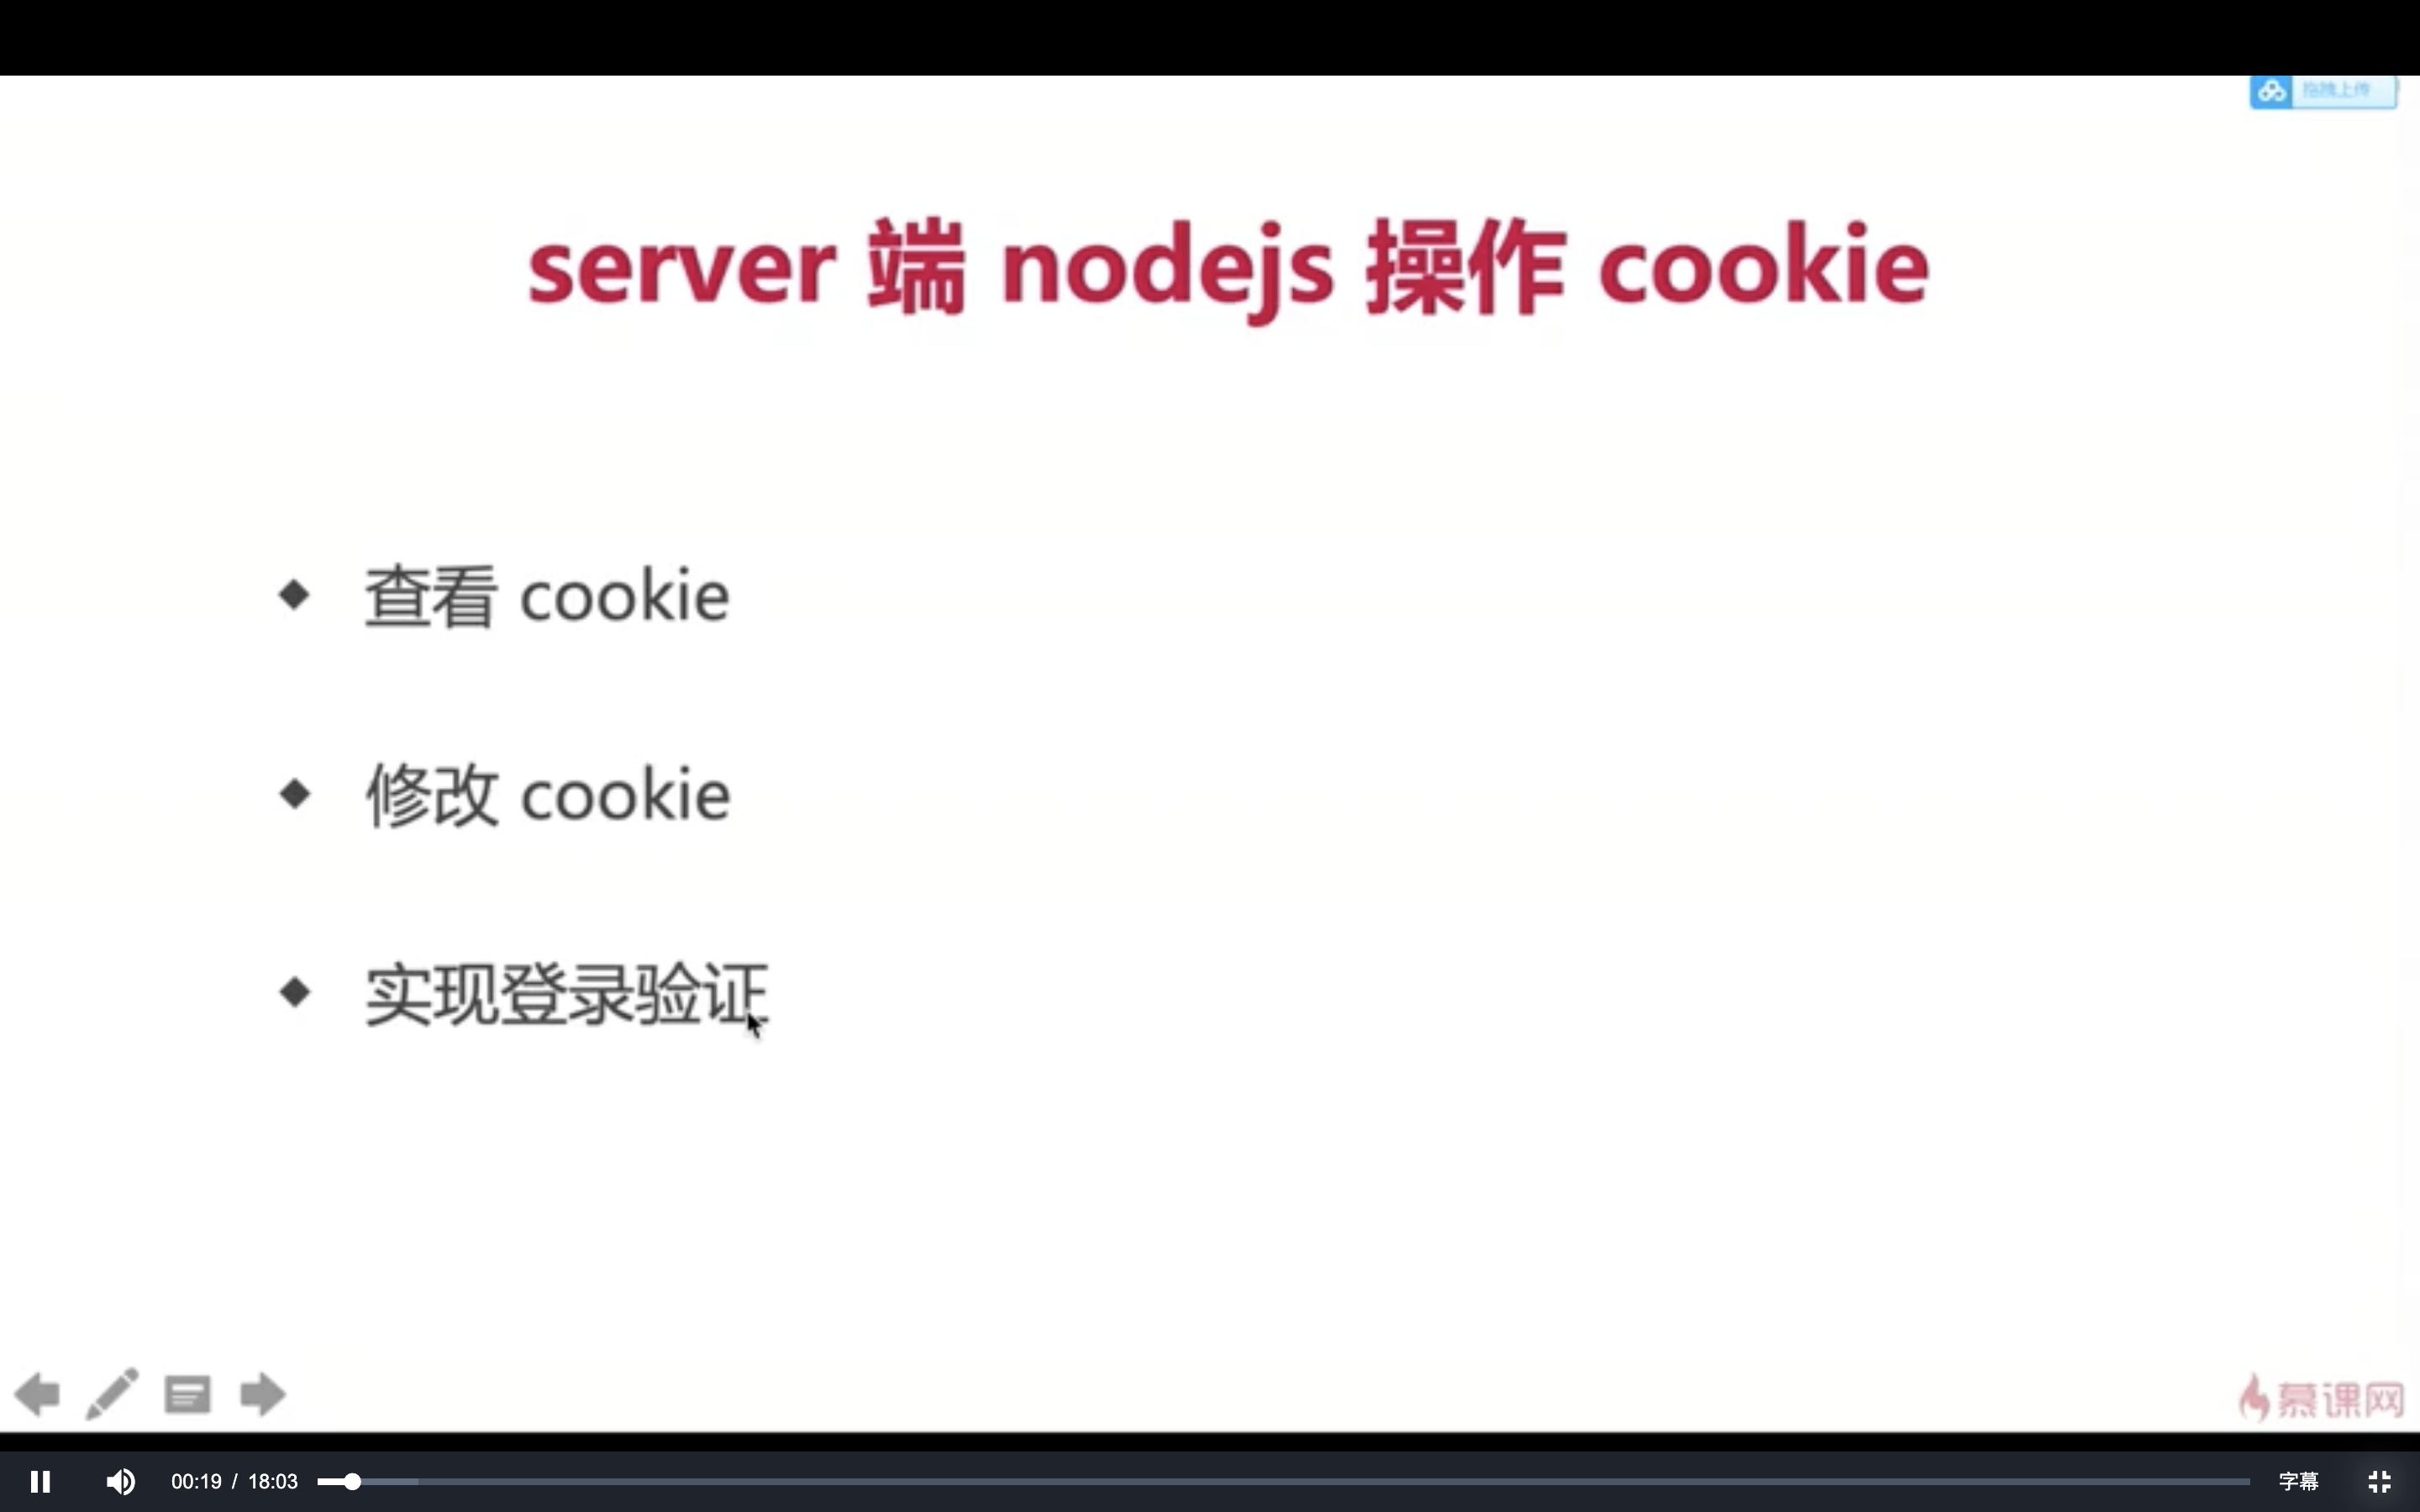 拖拽上传
server 端 nodejs 操作 cookie
查看 cookie
修改 cookie
实现登录验证
慕课网
00:19 / 18:03
字幕